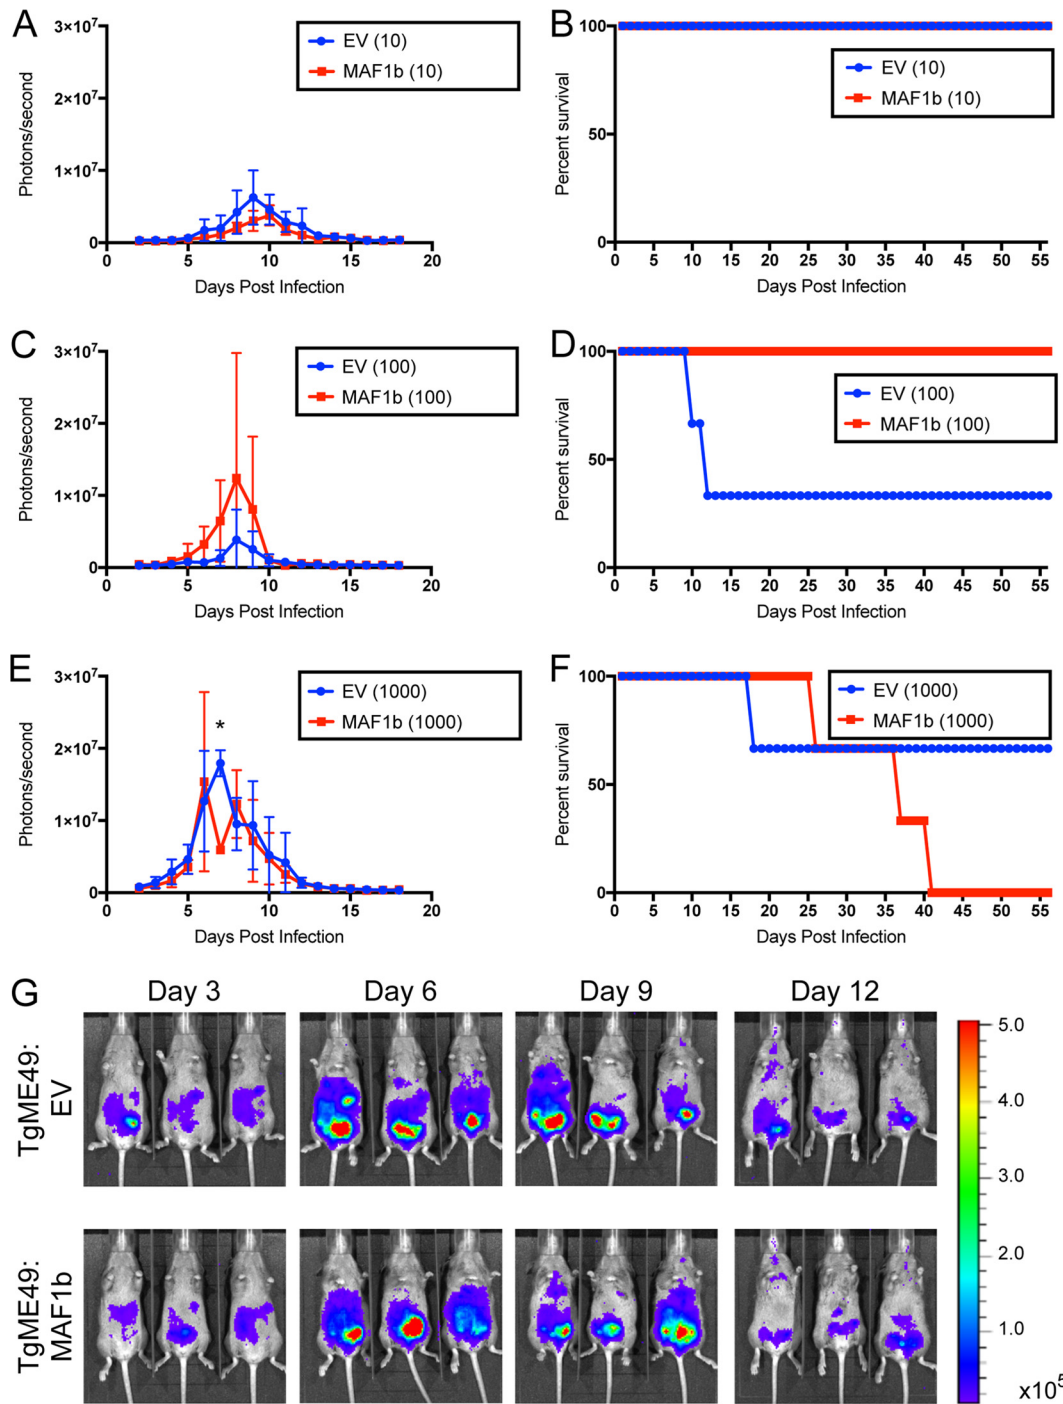 A
3×10⁷
2×10⁷
1×10⁷
0
Photons/second
EV (10)
MAF1b (10)
0 5 10 15 20
Days Post Infection
B
100
50
0
Percent survival
EV (10)
MAF1b (10)
0 5 10 15 20 25 30 35 40 45 50 55
Days Post Infection
C
3×10⁷
2×10⁷
1×10⁷
0
Photons/second
EV (100)
MAF1b (100)
0 5 10 15 20
Days Post Infection
D
100
50
0
Percent survival
EV (100)
MAF1b (100)
0 5 10 15 20 25 30 35 40 45 50 55
Days Post Infection
E
3×10⁷
2×10⁷
1×10⁷
0
Photons/second
EV (1000)
MAF1b (1000)
*
0 5 10 15 20
Days Post Infection
F
100
50
0
Percent survival
EV (1000)
MAF1b (1000)
0 5 10 15 20 25 30 35 40 45 50 55
Days Post Infection
G
Day 3 Day 6 Day 9 Day 12
TgME49:
EV
TgME49:
MAF1b
5.0
4.0
3.0
2.0
1.0
x10⁵